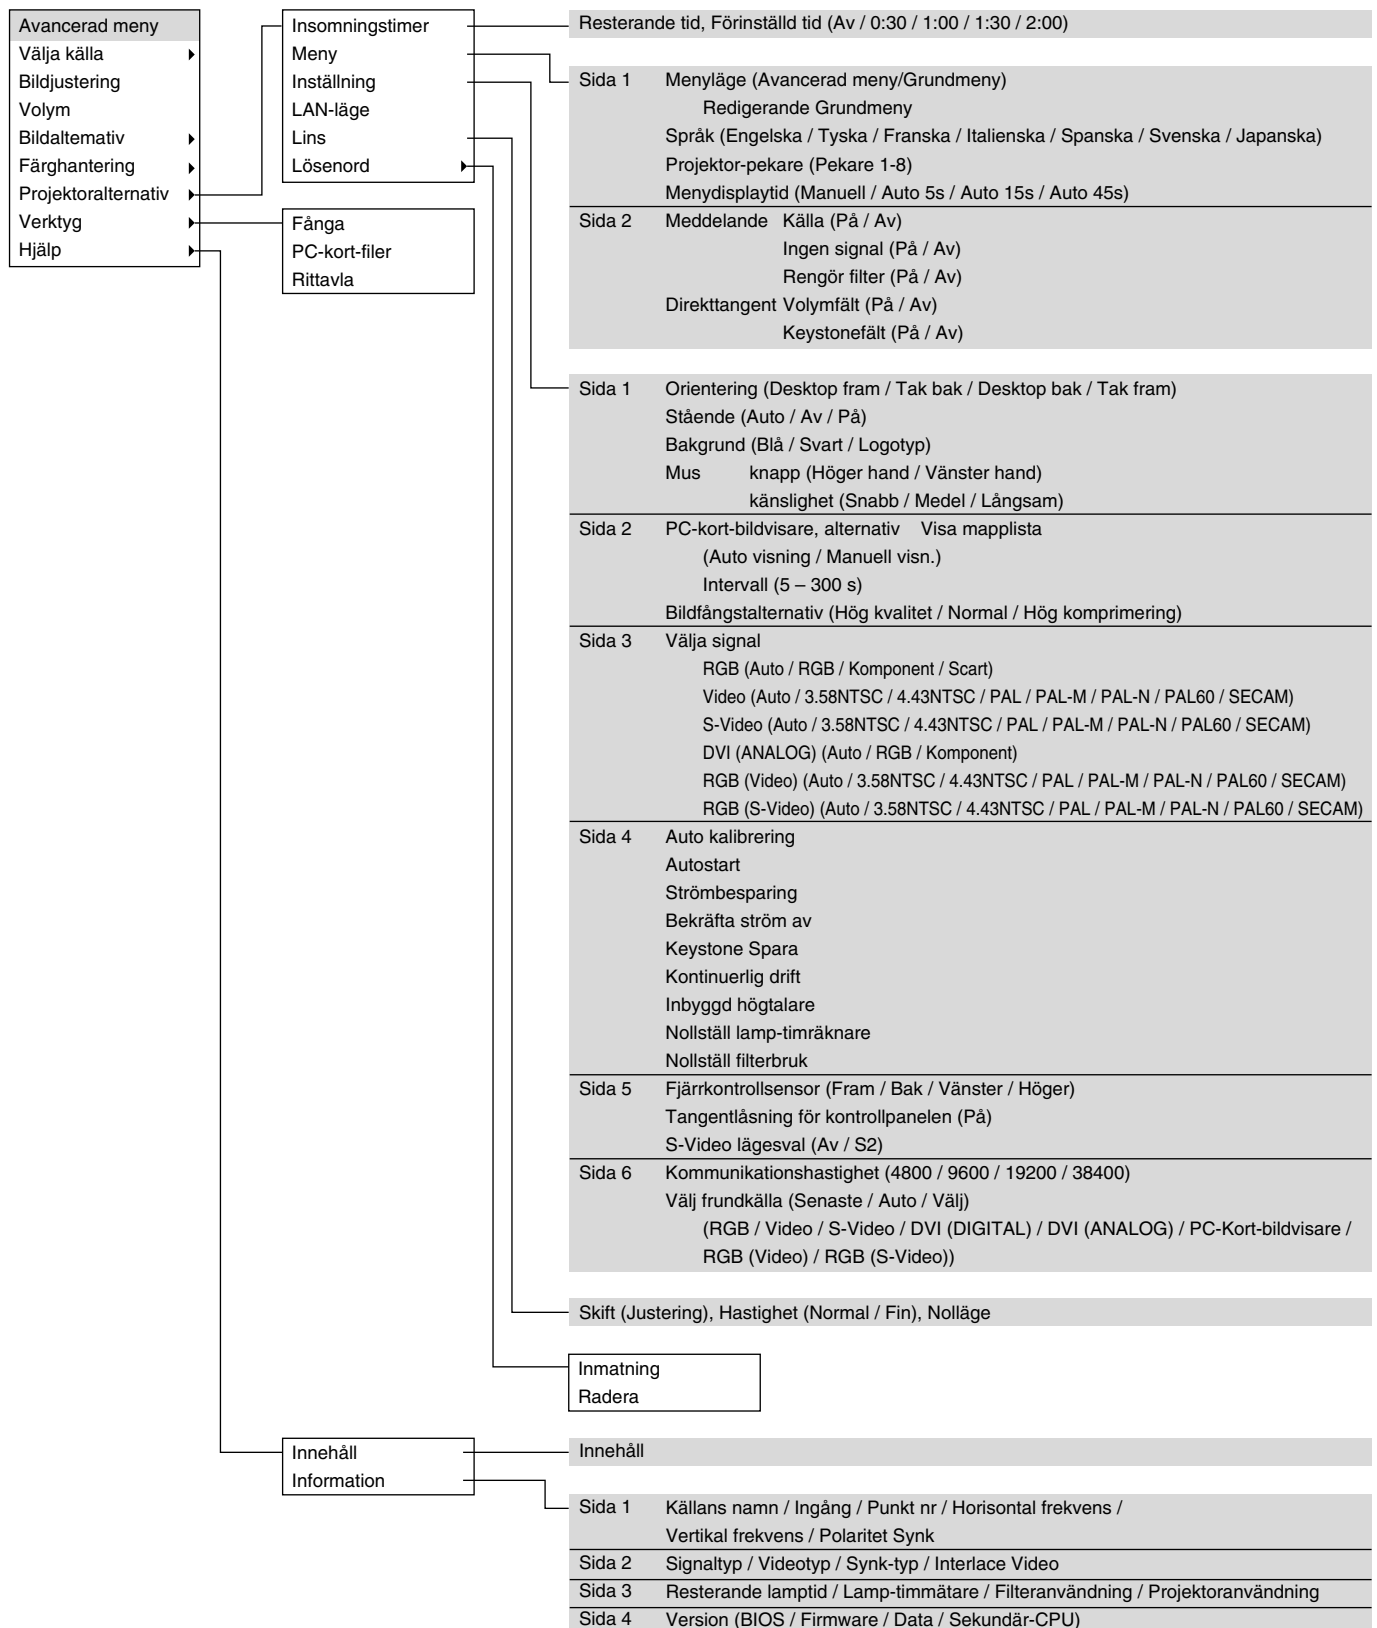 Avancerad meny
Välja källa
Bildjustering
Volym
Bildaltemativ
Färghantering
Projektoralternativ
Verktyg
Hjälp
Insomningstimer
Meny
Inställning
LAN-läge
Lins
Lösenord
Fånga
PC-kort-filer
Rittavla
Resterande tid, Förinställd tid (Av / 0:30 / 1:00 / 1:30 / 2:00)
Sida 1 Menyläge (Avancerad meny/Grundmeny)
Redigerande Grundmeny
Språk (Engelska / Tyska / Franska / Italienska / Spanska / Svenska / Japanska)
Projektor-pekare (Pekare 1-8)
Menydisplaytid (Manuell / Auto 5s / Auto 15s / Auto 45s)
Sida 2 Meddelande Källa (På / Av)
Ingen signal (På / Av)
Rengör filter (På / Av)
Direkttangent Volymfält (På / Av)
Keystonefält (På / Av)
Sida 1 Orientering (Desktop fram / Tak bak / Desktop bak / Tak fram)
Stående (Auto / Av / På)
Bakgrund (Blå / Svart / Logotyp)
Mus knapp (Höger hand / Vänster hand)
känslighet (Snabb / Medel / Långsam)
Sida 2 PC-kort-bildvisare, alternativ Visa mapplista
(Auto visning / Manuell visn.)
Intervall (5 – 300 s)
Bildfångstalternativ (Hög kvalitet / Normal / Hög komprimering)
Sida 3 Välja signal
RGB (Auto / RGB / Komponent / Scart)
Video (Auto / 3.58NTSC / 4.43NTSC / PAL / PAL-M / PAL-N / PAL60 / SECAM)
S-Video (Auto / 3.58NTSC / 4.43NTSC / PAL / PAL-M / PAL-N / PAL60 / SECAM)
DVI (ANALOG) (Auto / RGB / Komponent)
RGB (Video) (Auto / 3.58NTSC / 4.43NTSC / PAL / PAL-M / PAL-N / PAL60 / SECAM)
RGB (S-Video) (Auto / 3.58NTSC / 4.43NTSC / PAL / PAL-M / PAL-N / PAL60 / SECAM)
Sida 4 Auto kalibrering
Autostart
Strömbesparing
Bekräfta ström av
Keystone Spara
Kontinuerlig drift
Inbyggd högtalare
Nollställ lamp-timräknare
Nollställ filterbruk
Sida 5 Fjärrkontrollsensor (Fram / Bak / Vänster / Höger)
Tangentlåsning för kontrollpanelen (På)
S-Video lägesval (Av / S2)
Sida 6 Kommunikationshastighet (4800 / 9600 / 19200 / 38400)
Välj frundkälla (Senaste / Auto / Välj)
(RGB / Video / S-Video / DVI (DIGITAL) / DVI (ANALOG) / PC-Kort-bildvisare /
RGB (Video) / RGB (S-Video))
Skift (Justering), Hastighet (Normal / Fin), Nolläge
Inmatning
Radera
Innehåll
Information
Innehåll
Sida 1 Källans namn / Ingång / Punkt nr / Horisontal frekvens /
Vertikal frekvens / Polaritet Synk
Sida 2 Signaltyp / Videotyp / Synk-typ / Interlace Video
Sida 3 Resterande lamptid / Lamp-timmätare / Filteranvändning / Projektoranvändning
Sida 4 Version (BIOS / Firmware / Data / Sekundär-CPU)